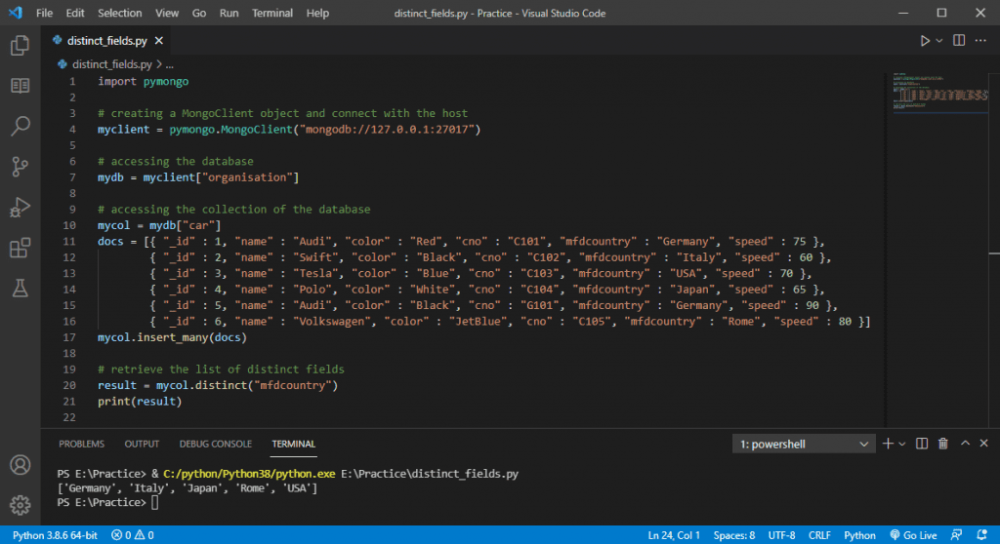 File Edit Selection View Go Run Terminal Help distinct_fields.py - Practice - Visual Studio Code
distinct_fields.py
distinct_fields.py > ...
1 import pymongo
2
3 # creating a MongoClient object and connect with the host
4 myclient = pymongo.MongoClient("mongodb://127.0.0.1:27017")
5
6 # accessing the database
7 mydb = myclient["organisation"]
8
9 # accessing the collection of the database
10 mycol = mydb["car"]
11 docs = [{ "_id" : 1, "name" : "Audi", "color" : "Red", "cno" : "C101", "mfdcountry" : "Germany", "speed" : 75 },
12 { "_id" : 2, "name" : "Swift", "color" : "Black", "cno" : "C102", "mfdcountry" : "Italy", "speed" : 60 },
13 { "_id" : 3, "name" : "Tesla", "color" : "Blue", "cno" : "C103", "mfdcountry" : "USA", "speed" : 70 },
14 { "_id" : 4, "name" : "Polo", "color" : "White", "cno" : "C104", "mfdcountry" : "Japan", "speed" : 65 },
15 { "_id" : 5, "name" : "Audi", "color" : "Black", "cno" : "G101", "mfdcountry" : "Germany", "speed" : 90 },
16 { "_id" : 6, "name" : "Volkswagen", "color" : "JetBlue", "cno" : "C105", "mfdcountry" : "Rome", "speed" : 80 }]
17 mycol.insert_many(docs)
18
19 # retrieve the list of distinct fields
20 result = mycol.distinct("mfdcountry")
21 print(result)
22
PROBLEMS OUTPUT DEBUG CONSOLE TERMINAL 1: powershell
PS E:\Practice> & C:/python/Python38/python.exe E:\Practice\distinct_fields.py
['Germany', 'Italy', 'Japan', 'Rome', 'USA']
PS E:\Practice>
Python 3.8.6 64-bit 0 0 Ln 24, Col 1 Spaces: 8 UTF-8 CRLF Python Go Live